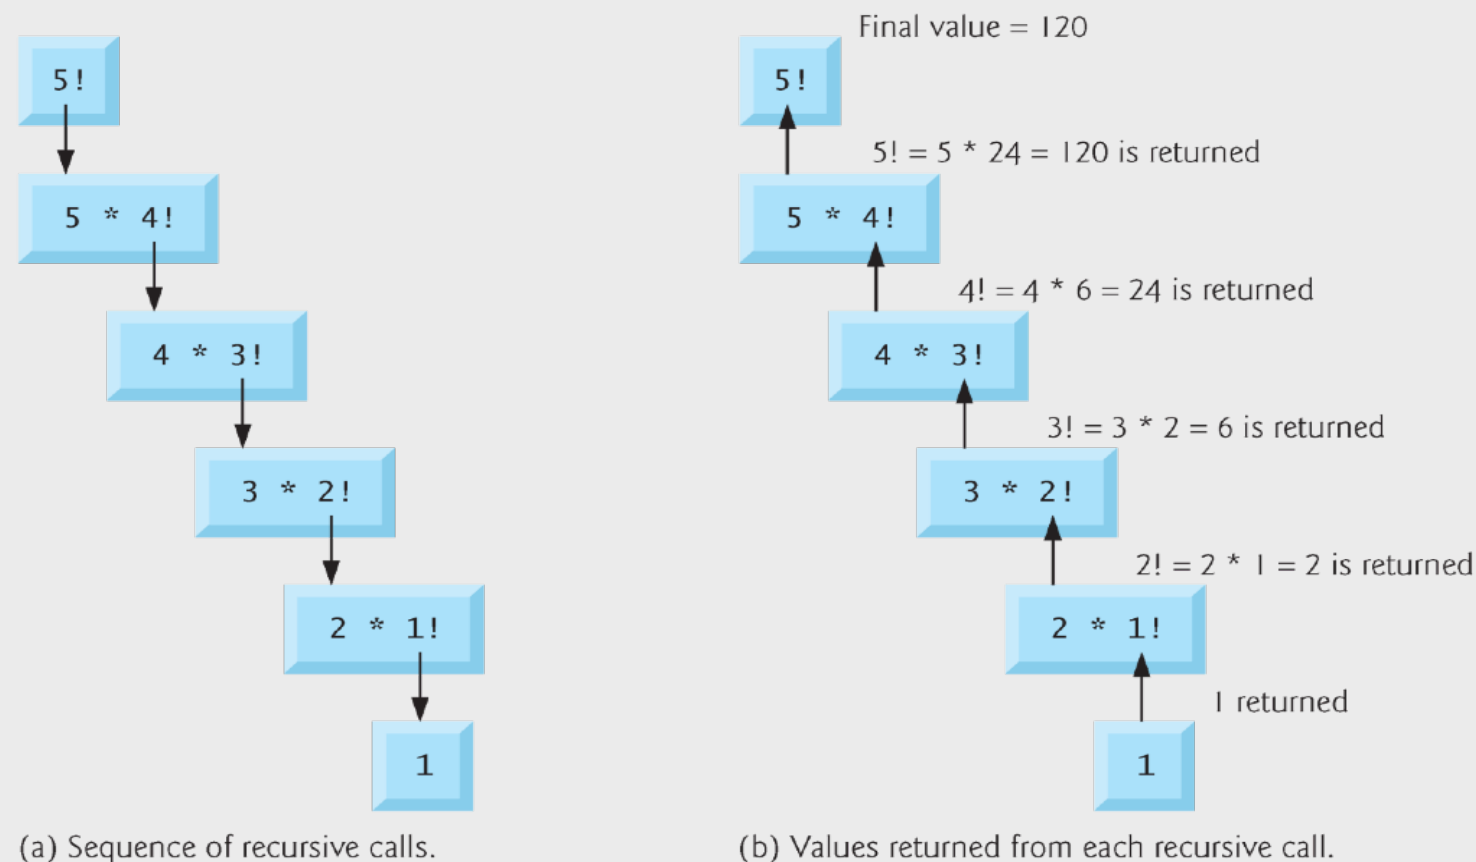 5!
5 * 4!
4 * 3!
3 * 2!
2 * 1!
1
(a) Sequence of recursive calls.
Final value = 120
5!
5! = 5 * 24 = 120 is returned
5 * 4!
4! = 4 * 6 = 24 is returned
4 * 3!
3! = 3 * 2 = 6 is returned
3 * 2!
2! = 2 * 1 = 2 is returned
2 * 1!
1 returned
1
(b) Values returned from each recursive call.